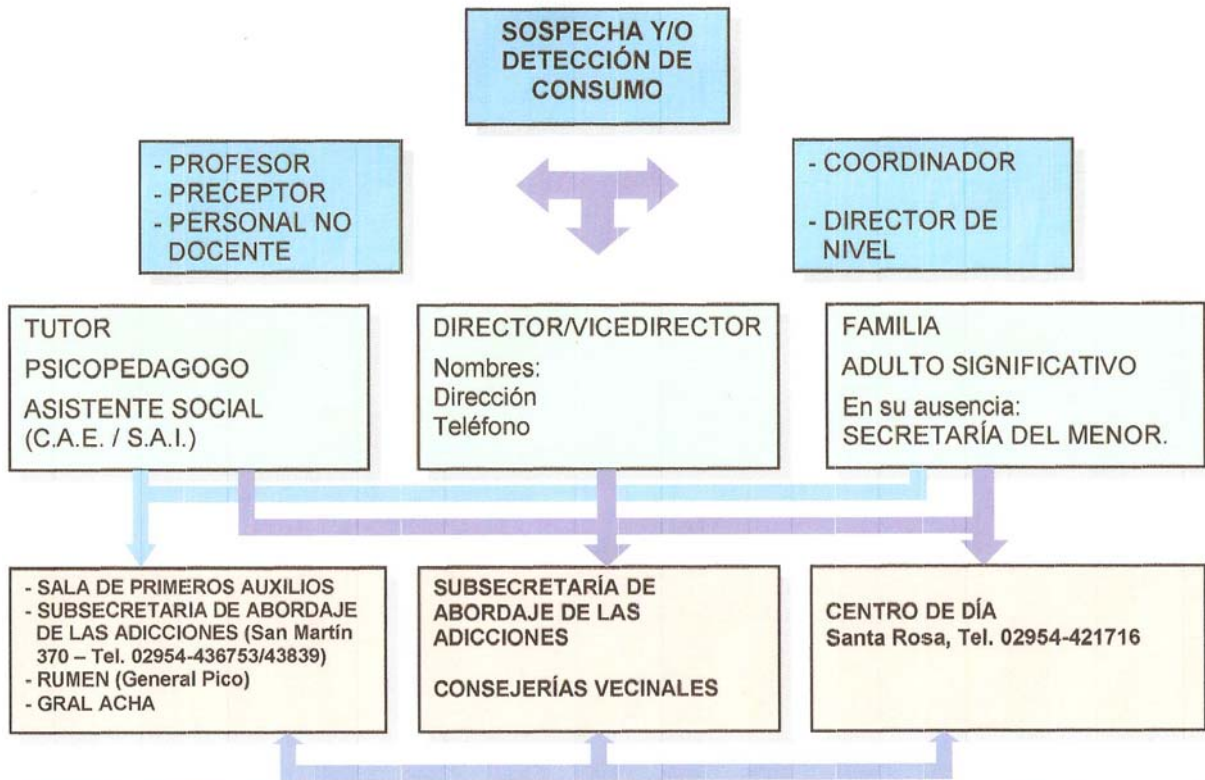 SOSPECHA Y/O
DETECCIÓN DE
CONSUMO
- PROFESOR
- PRECEPTOR
- PERSONAL NO
DOCENTE
- COORDINADOR
- DIRECTOR DE
NIVEL
TUTOR
PSICOPEDAGOGO
ASISTENTE SOCIAL
(C.A.E. / S.A.I.)
DIRECTOR/VICEDIRECTOR
Nombres:
Dirección
Teléfono
FAMILIA
ADULTO SIGNIFICATIVO
En su ausencia:
SECRETARÍA DEL MENOR.
- SALA DE PRIMEROS AUXILIOS
- SUBSECRETARIA DE ABORDAJE
DE LAS ADICCIONES (San Martín
370 – Tel. 02954-436753/43839)
- RUMEN (General Pico)
- GRAL ACHA
SUBSECRETARÍA DE
ABORDAJE DE LAS
ADICCIONES
CONSEJERÍAS VECINALES
CENTRO DE DÍA
Santa Rosa, Tel. 02954-421716